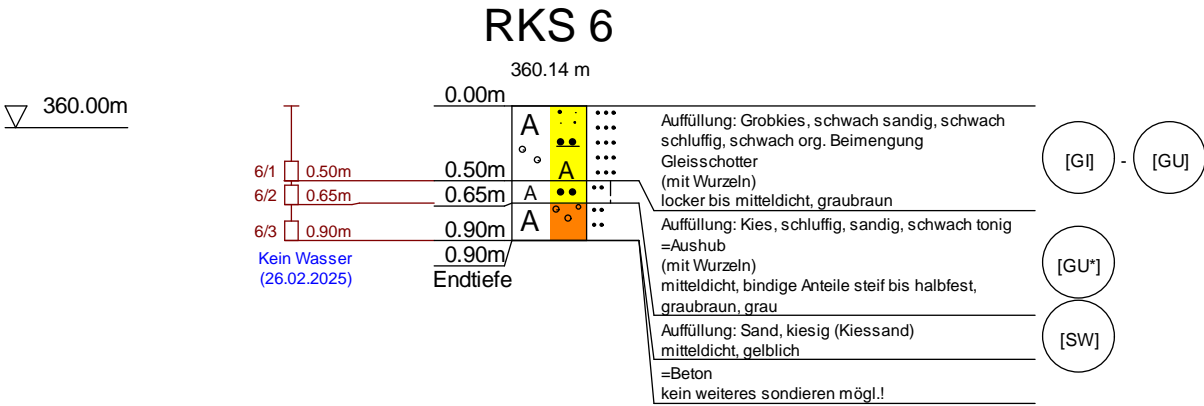 RKS 6
360.14 m
360.00m
0.00m
A
A
0.50m
6/1 0.50m
A
0.65m
6/2 0.65m
A
0.90m
6/3 0.90m
0.90m
Endtiefe
Kein Wasser
(26.02.2025)
Auffüllung: Grobkies, schwach sandig, schwach
schluffig, schwach org. Beimengung
Gleisschotter
(mit Wurzeln)
locker bis mitteldicht, graubraun
[GI] - [GU]
Auffüllung: Kies, schluffig, sandig, schwach tonig
=Aushub
(mit Wurzeln)
mitteldicht, bindige Anteile steif bis halbfest,
graubraun, grau
[GU*]
Auffüllung: Sand, kiesig (Kiessand)
mitteldicht, gelblich
[SW]
=Beton
kein weiteres sondieren mögl.!